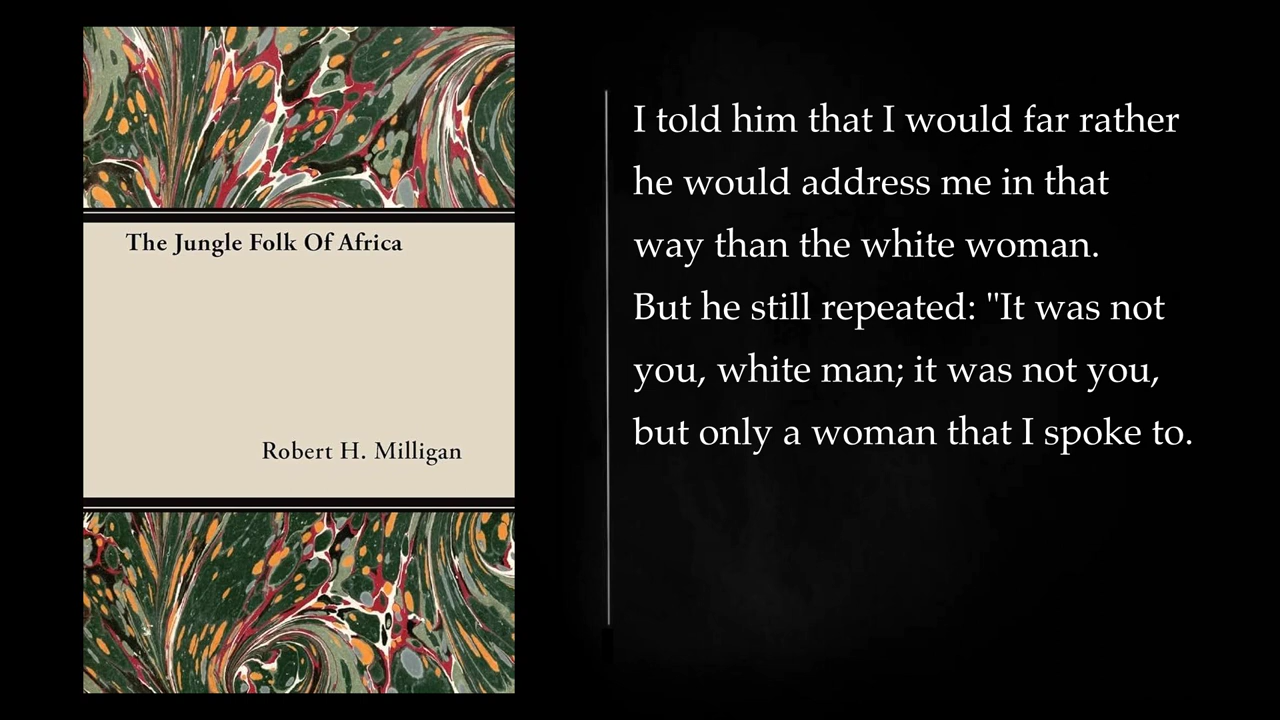 The Jungle Folk Of Africa
Robert H. Milligan
I told him that I would far rather
he would address me in that
way than the white woman.
But he still repeated: "It was not
you, white man; it was not you,
but only a woman that I spoke to.